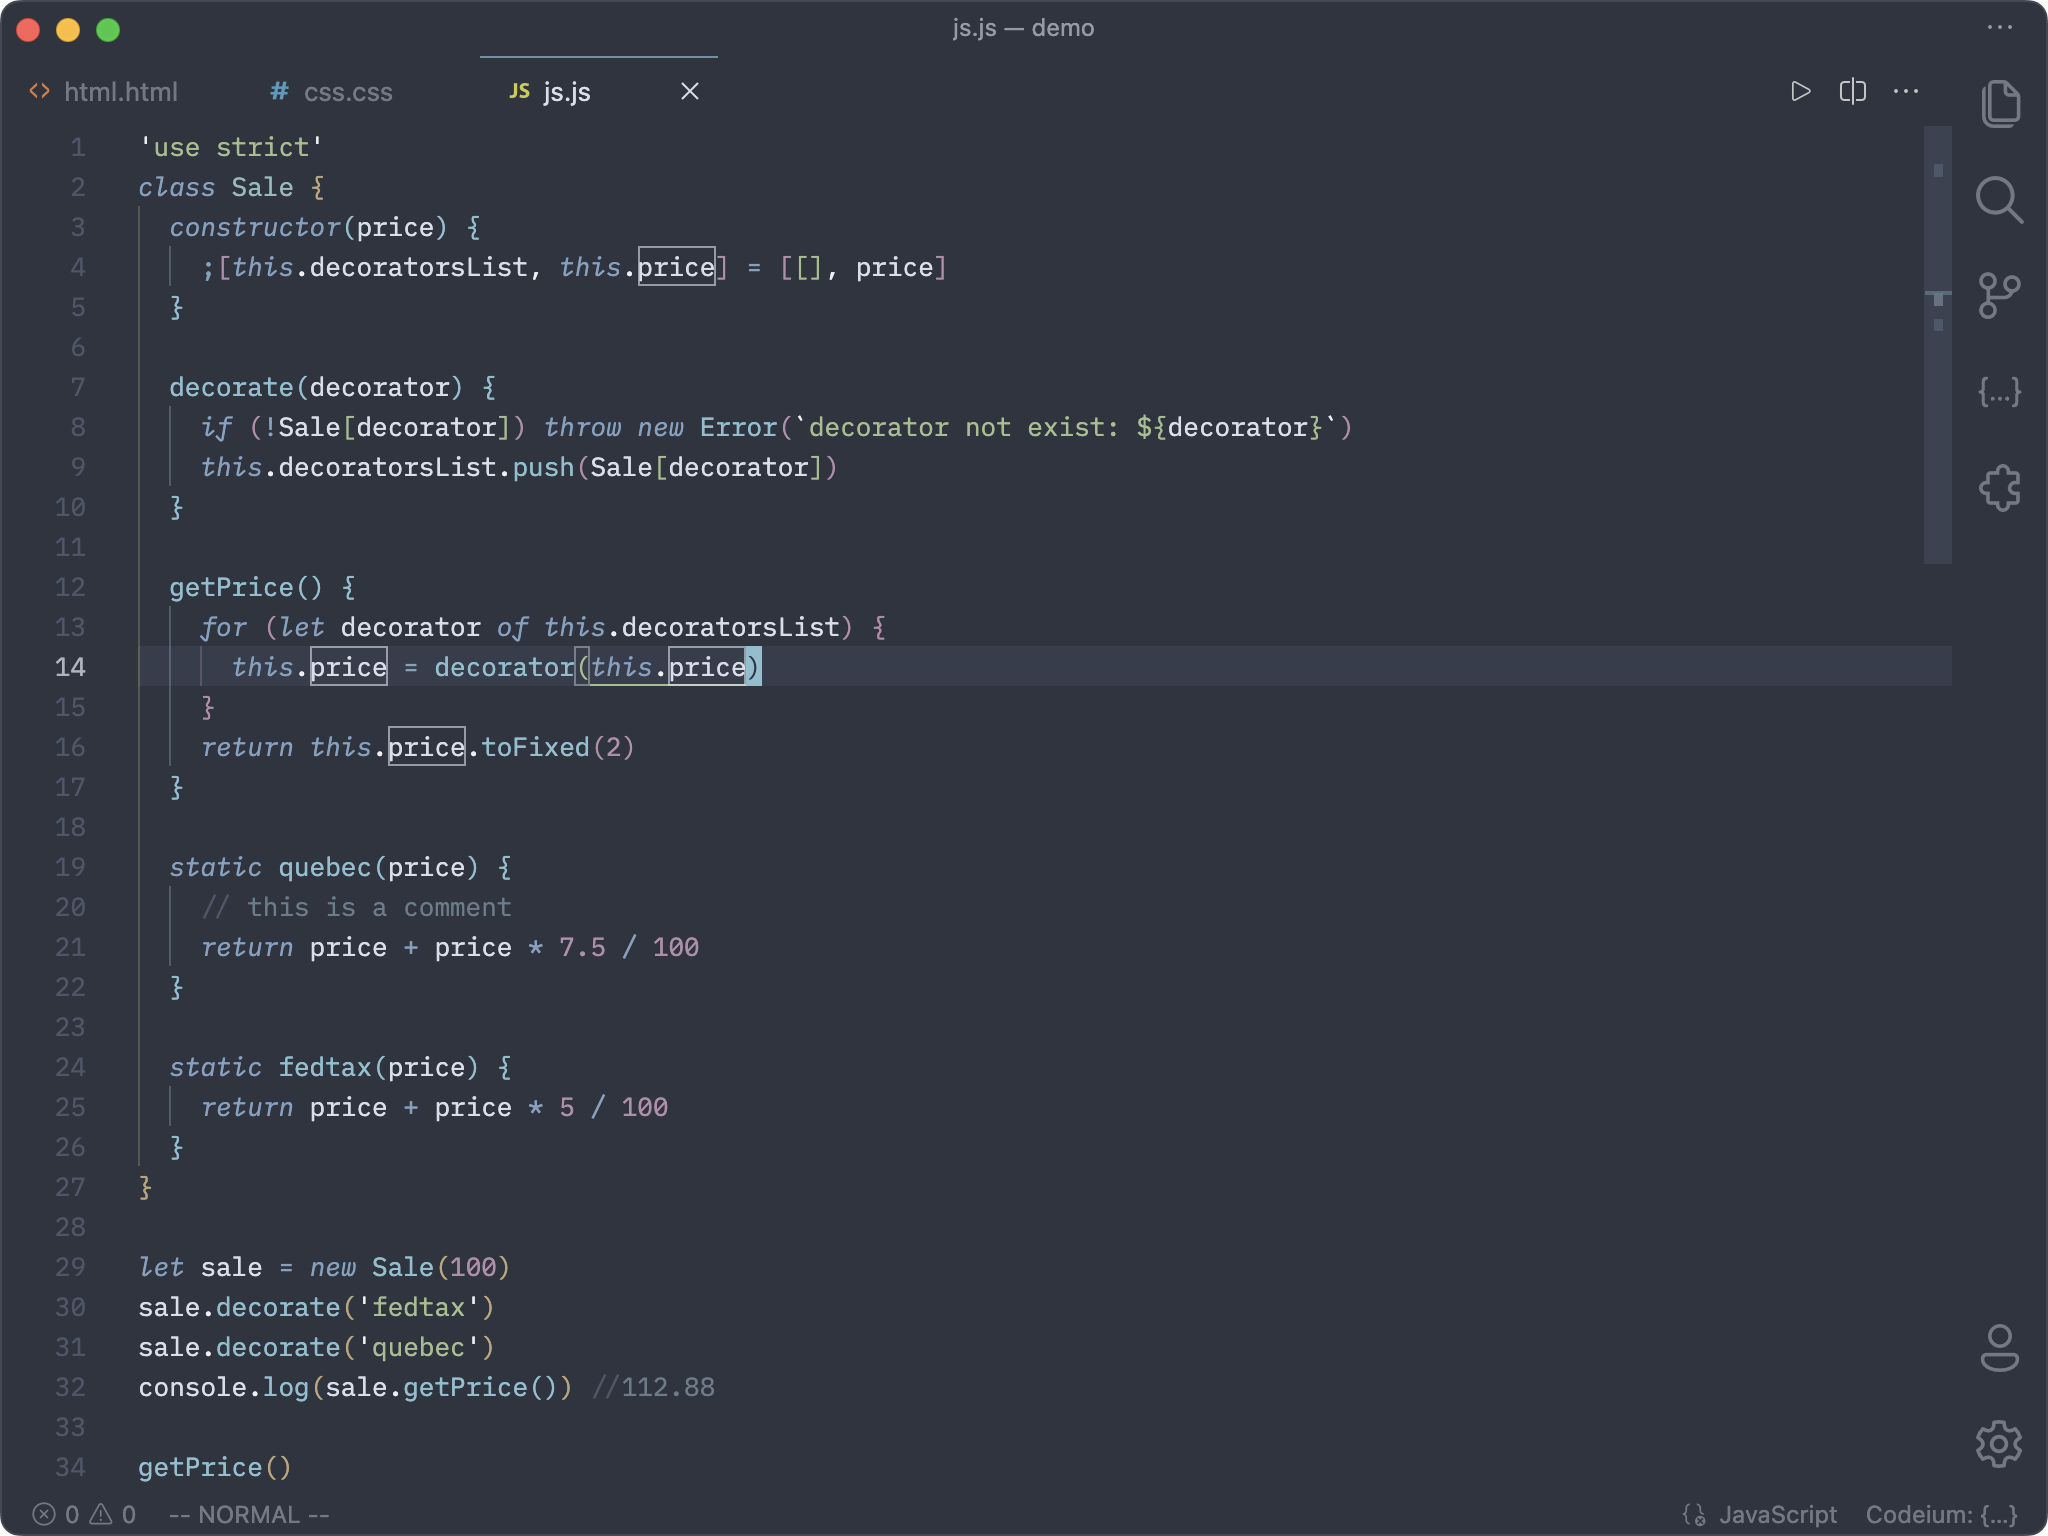 js.js — demo
html.html
# css.css
JS js.js
1 'use strict'
2 class Sale {
3 constructor(price) {
4 ;[this.decoratorsList, this.price] = [[], price]
5 }
6
7 decorate(decorator) {
8 if (!Sale[decorator]) throw new Error(`decorator not exist: ${decorator}`)
9 this.decoratorsList.push(Sale[decorator])
10 }
11
12 getPrice() {
13 for (let decorator of this.decoratorsList) {
14 this.price = decorator(this.price)
15 }
16 return this.price.toFixed(2)
17 }
18
19 static quebec(price) {
20 // this is a comment
21 return price + price * 7.5 / 100
22 }
23
24 static fedtax(price) {
25 return price + price * 5 / 100
26 }
27 }
28
29 let sale = new Sale(100)
30 sale.decorate('fedtax')
31 sale.decorate('quebec')
32 console.log(sale.getPrice()) //112.88
33
34 getPrice()
0 0 -- NORMAL --
JavaScript Codeium: {...}